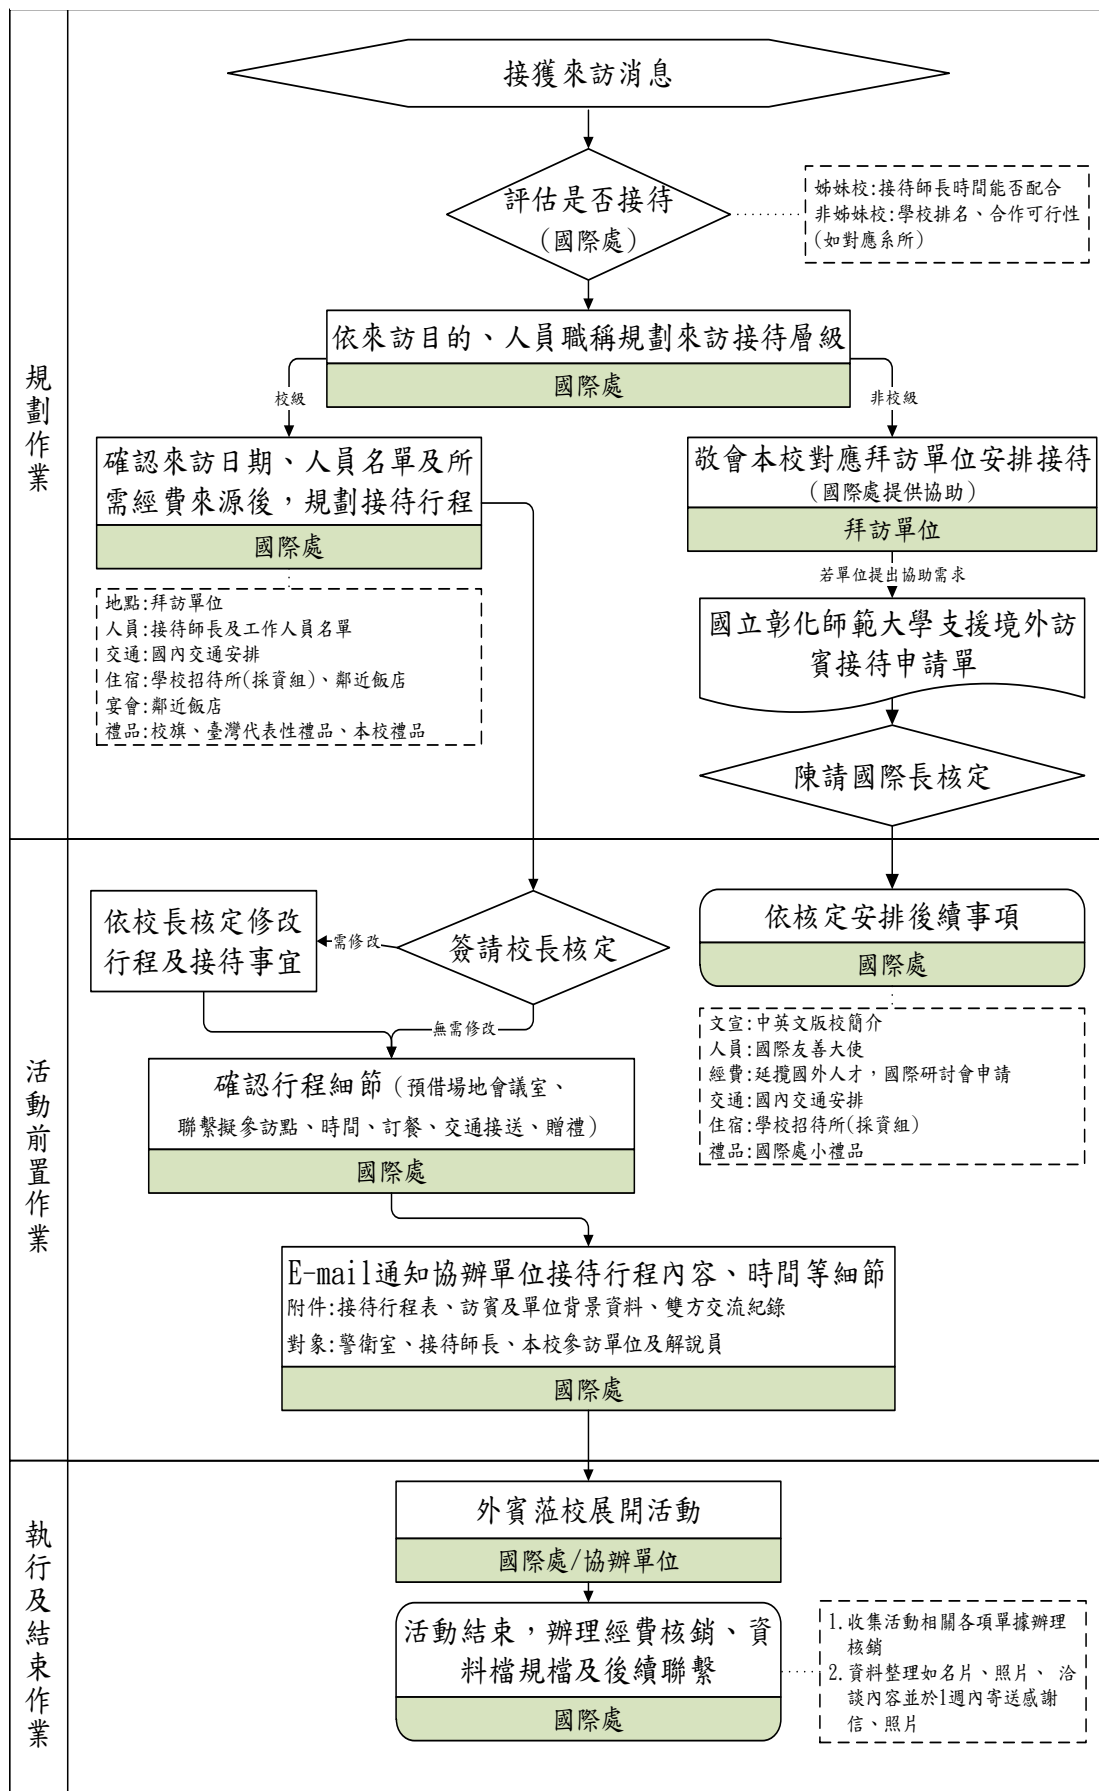 規劃作業
接獲來訪消息
評估是否接待
(國際處)
姊妹校:接待師長時間能否配合
非姊妹校:學校排名、合作可行性
(如對應系所)
依來訪目的、人員職稱規劃來訪接待層級
國際處
校級
非校級
確認來訪日期、人員名單及所
需經費來源後，規劃接待行程
國際處
地點:拜訪單位
人員:接待師長及工作人員名單
交通:國內交通安排
住宿:學校招待所(採資組)、鄰近飯店
宴會:鄰近飯店
禮品:校旗、臺灣代表性禮品、本校禮品
敬會本校對應拜訪單位安排接待
(國際處提供協助)
拜訪單位
若單位提出協助需求
國立彰化師範大學支援境外訪
賓接待申請單
陳請國際長核定
活動前置作業
依校長核定修改
行程及接待事宜
需修改
簽請校長核定
無需修改
依核定安排後續事項
國際處
文宣:中英文版校簡介
人員:國際友善大使
經費:延攬國外人才，國際研討會申請
交通:國內交通安排
住宿:學校招待所(採資組)
禮品:國際處小禮品
確認行程細節(預借場地會議室、
聯繫擬參訪點、時間、訂餐、交通接送、贈禮)
國際處
E-mail通知協辦單位接待行程內容、時間等細節
附件:接待行程表、訪賓及單位背景資料、雙方交流紀錄
對象:警衛室、接待師長、本校參訪單位及解說員
國際處
執行及結束作業
外賓蒞校展開活動
國際處/協辦單位
活動結束，辦理經費核銷、資
料檔規檔及後續聯繫
國際處
1.收集活動相關各項單據辦理
核銷
2.資料整理如名片、照片、 洽
談內容並於1週內寄送感謝
信、照片